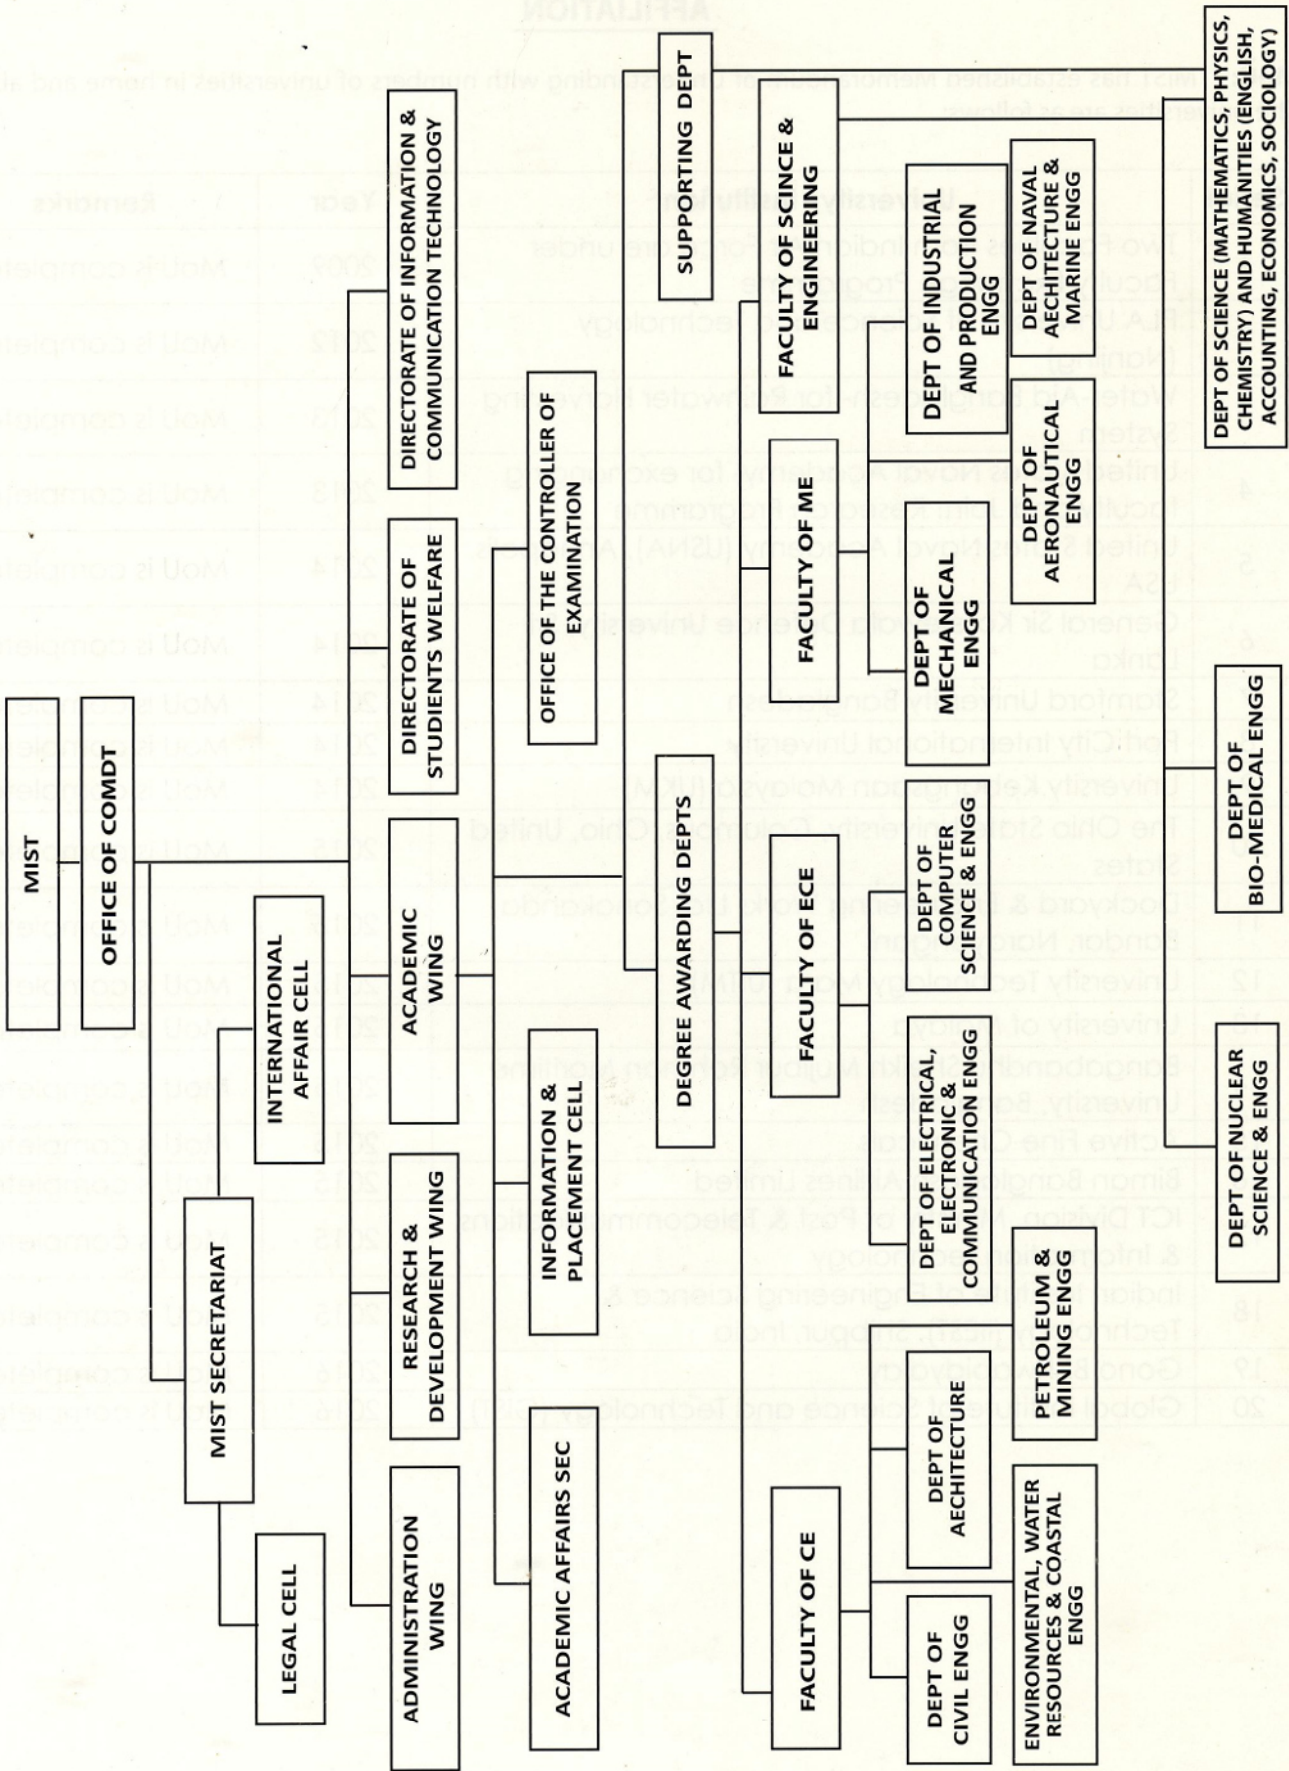 MIST
OFFICE OF COMDT
MIST SECRETARIAT
LEGAL CELL
INTERNATIONAL
AFFAIR CELL
ADMINISTRATION
WING
RESEARCH &
DEVELOPMENT WING
ACADEMIC
WING
DIRECTORATE OF
STUDENTS WELFARE
DIRECTORATE OF INFORMATION &
COMMUNICATION TECHNOLOGY
ACADEMIC AFFAIRS SEC
INFORMATION &
PLACEMENT CELL
OFFICE OF THE CONTROLLER OF
EXAMINATION
DEGREE AWARDING DEPTS
SUPPORTING DEPT
FACULTY OF CE
FACULTY OF ECE
FACULTY OF ME
FACULTY OF SINCE &
ENGINEERING
DEPT OF
CIVIL ENGG
DEPT OF
AECHITECTURE
DEPT OF ELECTRICAL,
ELECTRONIC &
COMMUNICATION ENGG
DEPT OF
COMPUTER
SCIENCE & ENGG
DEPT OF
MECHANICAL
ENGG
DEPT OF INDUSTRIAL
AND PRODUCTION
ENGG
ENVIRONMENTAL, WATER
RESOURCES & COASTAL
ENGG
PETROLEUM &
MINING ENGG
DEPT OF
AERONAUTICAL
ENGG
DEPT OF NAVAL
AECHITECTURE &
MARINE ENGG
DEPT OF NUCLEAR
SCIENCE & ENGG
DEPT OF
BIO-MEDICAL ENGG
DEPT OF SCIENCE (MATHEMATICS, PHYSICS,
CHEMISTRY) AND HUMANITIES (ENGLISH,
ACCOUNTING, ECONOMICS, SOCIOLOGY)